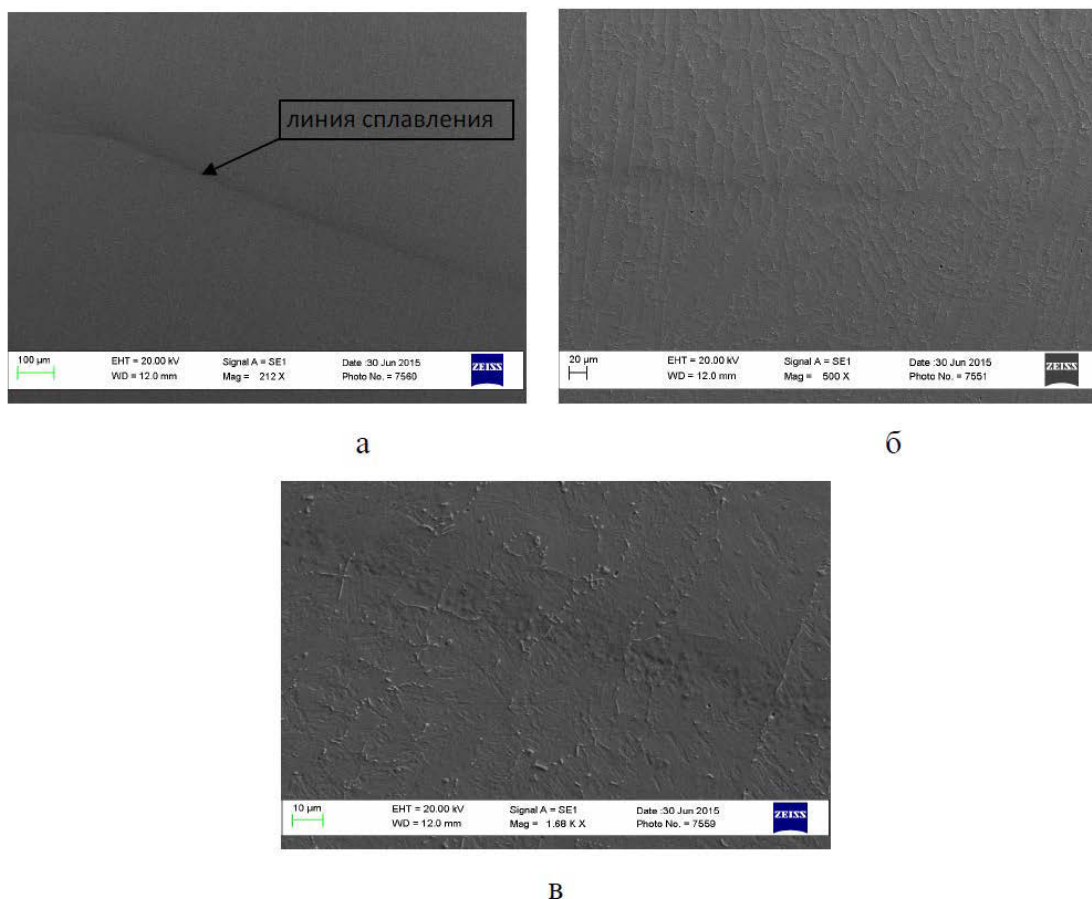 линия сплавления
100 µm
EHT = 20.00 kV
Signal A = SE1
Date :30 Jun 2015
WD = 12.0 mm
Mag = 212 X
Photo No. = 7560
ZEISS
20 µm
EHT = 20.00 kV
Signal A = SE1
Date :30 Jun 2015
WD = 12.0 mm
Mag = 500 X
Photo No. = 7551
ZEISS
а
б
10 µm
EHT = 20.00 kV
Signal A = SE1
Date :30 Jun 2015
WD = 12.0 mm
Mag = 1.68 K X
Photo No. = 7559
ZEISS
в